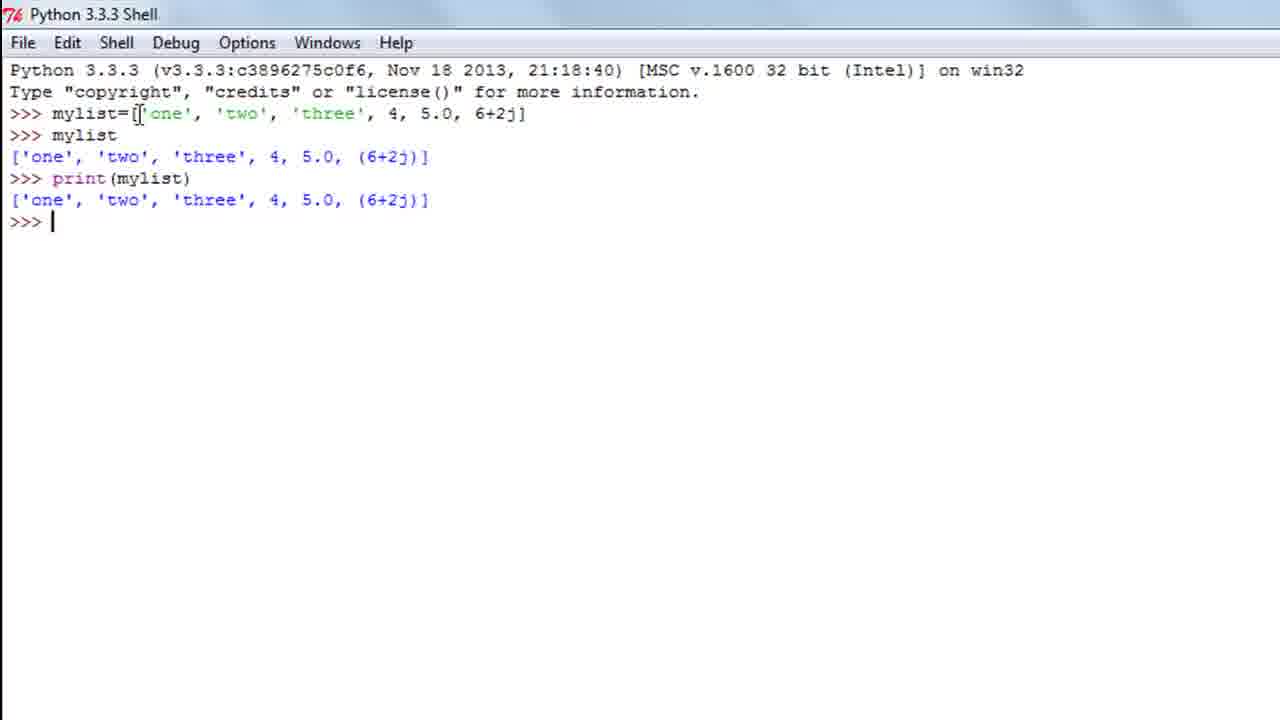 Python 3.3.3 Shell
File Edit Shell Debug Options Windows Help
Python 3.3.3 (v3.3.3:c3896275c0f6, Nov 18 2013, 21:18:40) [MSC v.1600 32 bit (Intel)] on win32
Type "copyright", "credits" or "license()" for more information.
>>> mylist=['one', 'two', 'three', 4, 5.0, 6+2j]
>>> mylist
['one', 'two', 'three', 4, 5.0, (6+2j)]
>>> print(mylist)
['one', 'two', 'three', 4, 5.0, (6+2j)]
>>>